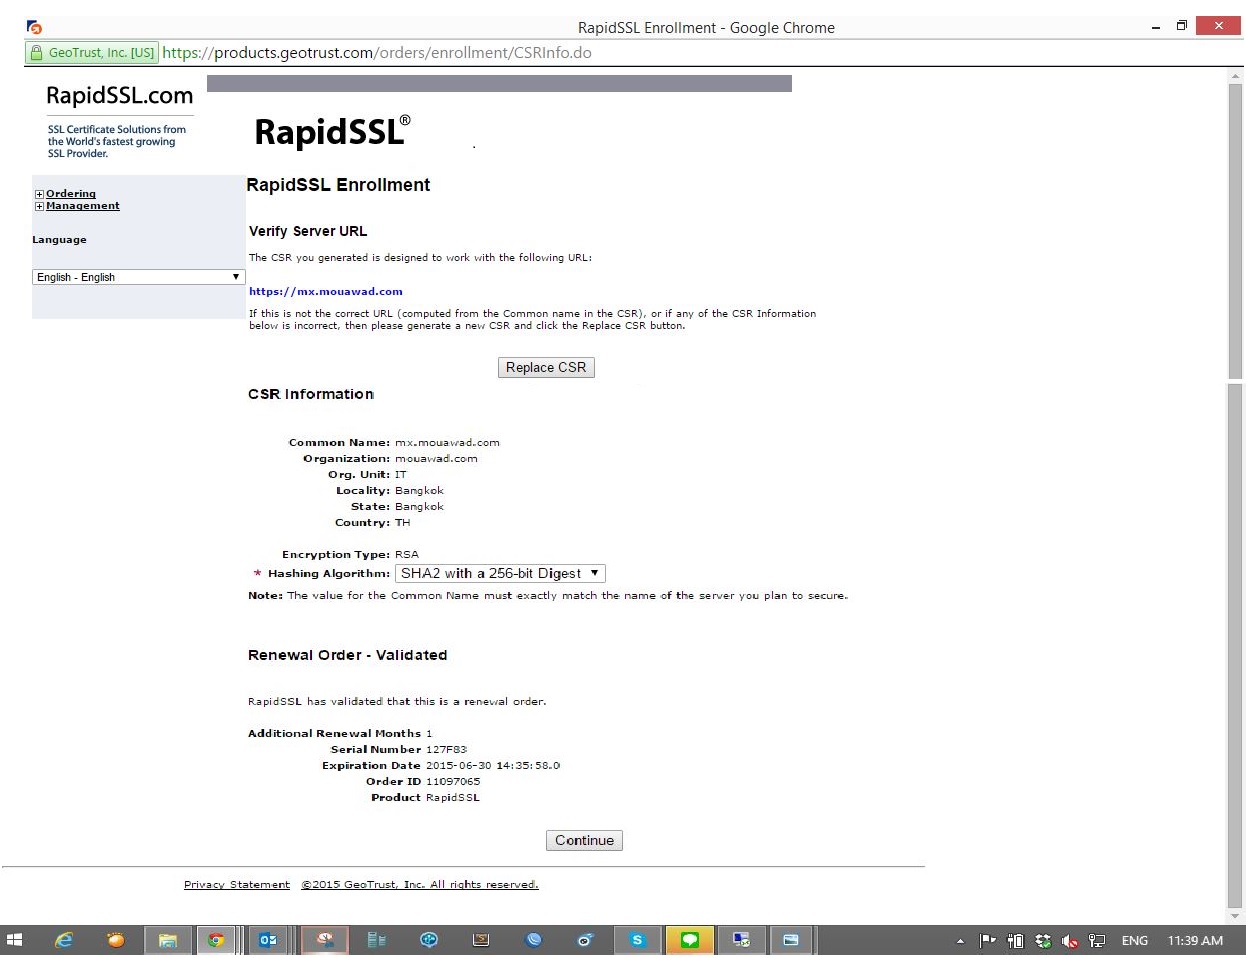 RapidSSL Enrollment - Google Chrome
GeoTrust, Inc. [US] https://products.geotrust.com/orders/enrollment/CSRInfo.do
RapidSSL.com
SSL Certificate Solutions from
the World's fastest growing
SSL Provider.
RapidSSL®
Ordering
Management
Language
English - English
RapidSSL Enrollment
Verify Server URL
The CSR you generated is designed to work with the following URL:
https://mx.mouawad.com
If this is not the correct URL (computed from the Common name in the CSR), or if any of the CSR Information
below is incorrect, then please generate a new CSR and click the Replace CSR button.
Replace CSR
CSR Information
Common Name: mx.mouawad.com
Organization: mouawad.com
Org. Unit: IT
Locality: Bangkok
State: Bangkok
Country: TH
Encryption Type: RSA
* Hashing Algorithm: SHA2 with a 256-bit Digest
Note: The value for the Common Name must exactly match the name of the server you plan to secure.
Renewal Order - Validated
RapidSSL has validated that this is a renewal order.
Additional Renewal Months 1
Serial Number 127F83
Expiration Date 2015-06-30 14:35:58.0
Order ID 11097065
Product RapidSSL
Continue
Privacy Statement ©2015 GeoTrust, Inc. All rights reserved.
ENG 11:39 AM